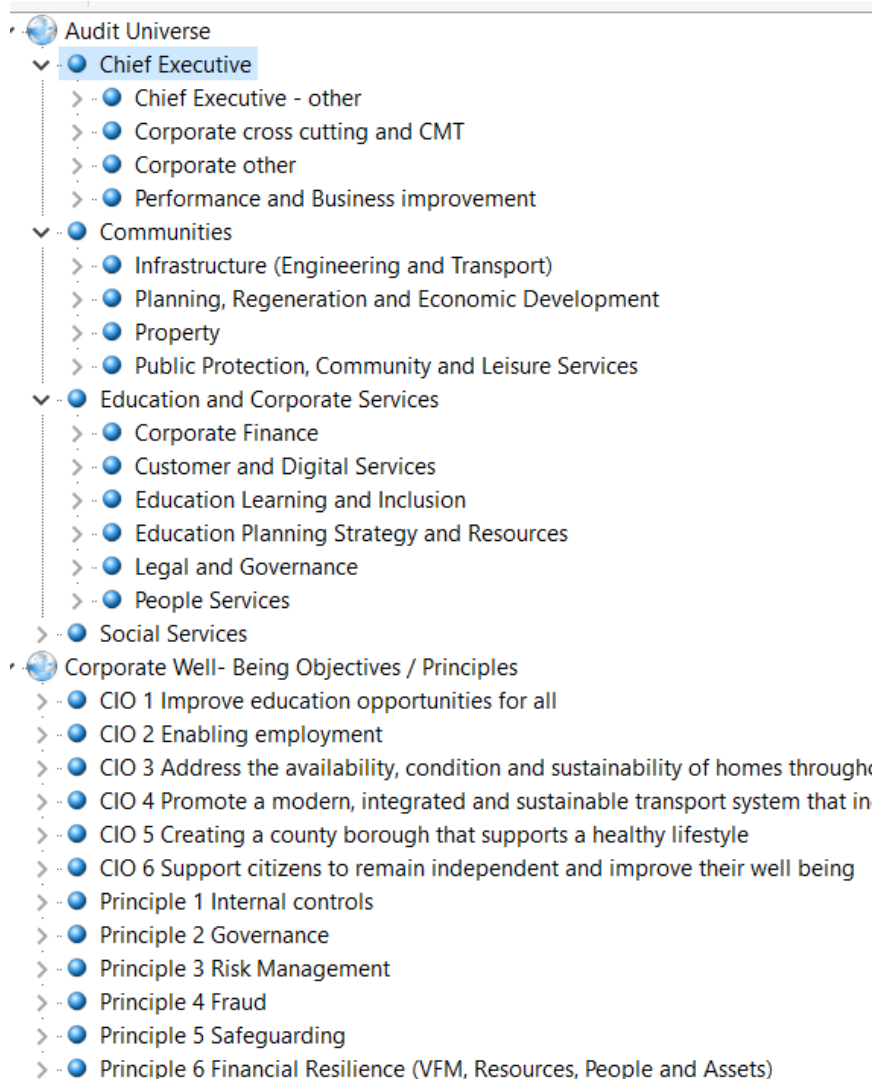 Audit Universe
Chief Executive
Chief Executive - other
Corporate cross cutting and CMT
Corporate other
Performance and Business improvement
Communities
Infrastructure (Engineering and Transport)
Planning, Regeneration and Economic Development
Property
Public Protection, Community and Leisure Services
Education and Corporate Services
Corporate Finance
Customer and Digital Services
Education Learning and Inclusion
Education Planning Strategy and Resources
Legal and Governance
People Services
Social Services
Corporate Well- Being Objectives / Principles
CIO 1 Improve education opportunities for all
CIO 2 Enabling employment
CIO 3 Address the availability, condition and sustainability of homes
CIO 4 Promote a modern, integrated and sustainable transport system that
CIO 5 Creating a county borough that supports a healthy lifestyle
CIO 6 Support citizens to remain independent and improve their well being
Principle 1 Internal controls
Principle 2 Governance
Principle 3 Risk Management
Principle 4 Fraud
Principle 5 Safeguarding
Principle 6 Financial Resilience (VFM, Resources, People and Assets)